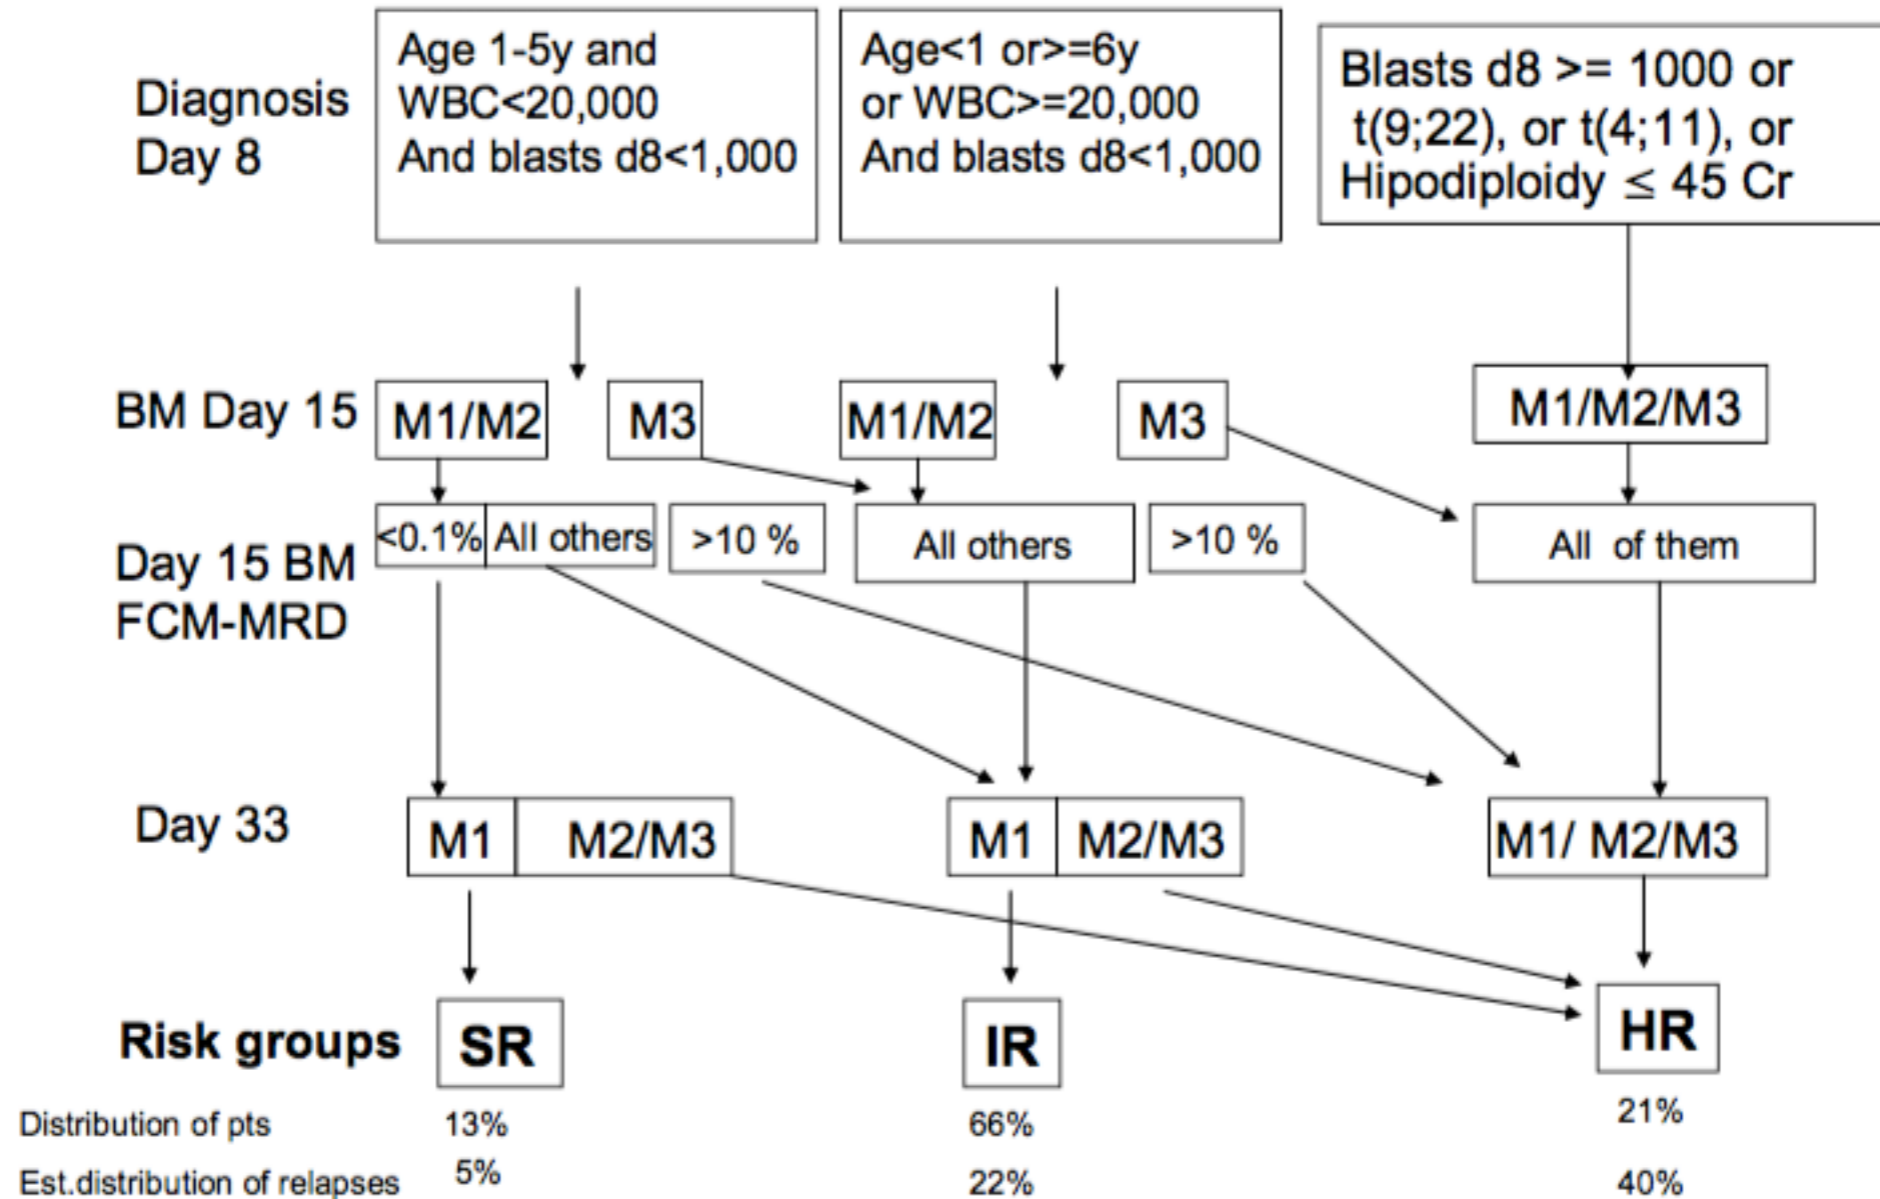 Diagnosis
Day 8
Age 1-5y and
WBC<20,000
And blasts d8<1,000
Age<1 or>=6y
or WBC>=20,000
And blasts d8<1,000
Blasts d8 >= 1000 or
t(9;22), or t(4;11), or
Hipodiploidy ≤ 45 Cr
BM Day 15
M1/M2
M3
M1/M2
M3
M1/M2/M3
Day 15 BM
FCM-MRD
<0.1%
All others
>10 %
All others
>10 %
All of them
Day 33
M1
M2/M3
M1
M2/M3
M1/ M2/M3
Risk groups
SR
IR
HR
Distribution of pts
13%
66%
21%
Est.distribution of relapses
5%
22%
40%